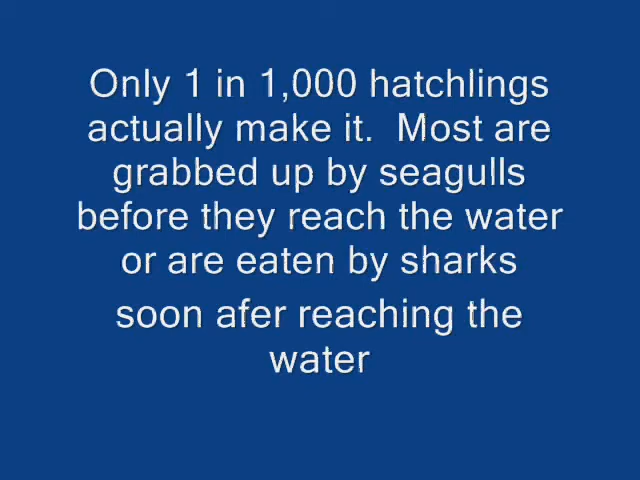 Only 1 in 1,000 hatchlings
actually make it.  Most are
grabbed up by seagulls
before they reach the water
or are eaten by sharks
soon afer reaching the
water